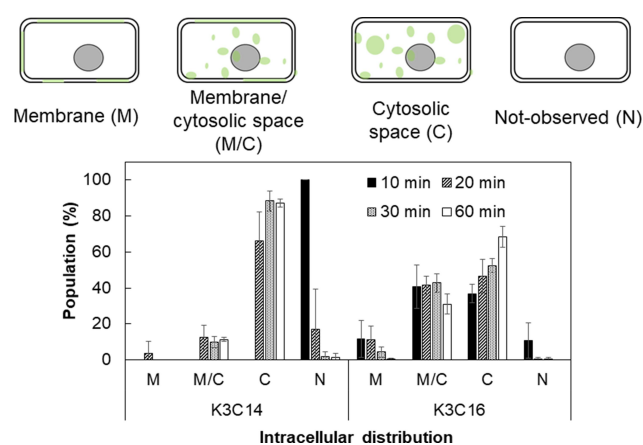 Membrane (M)
Membrane/
cytosolic space
(M/C)
Cytosolic
space (C)
Not-observed (N)
100
80
60
40
20
0
Population (%)
10 min
20 min
30 min
60 min
M
M/C
C
N
M
M/C
C
N
K3C14
K3C16
Intracellular distribution